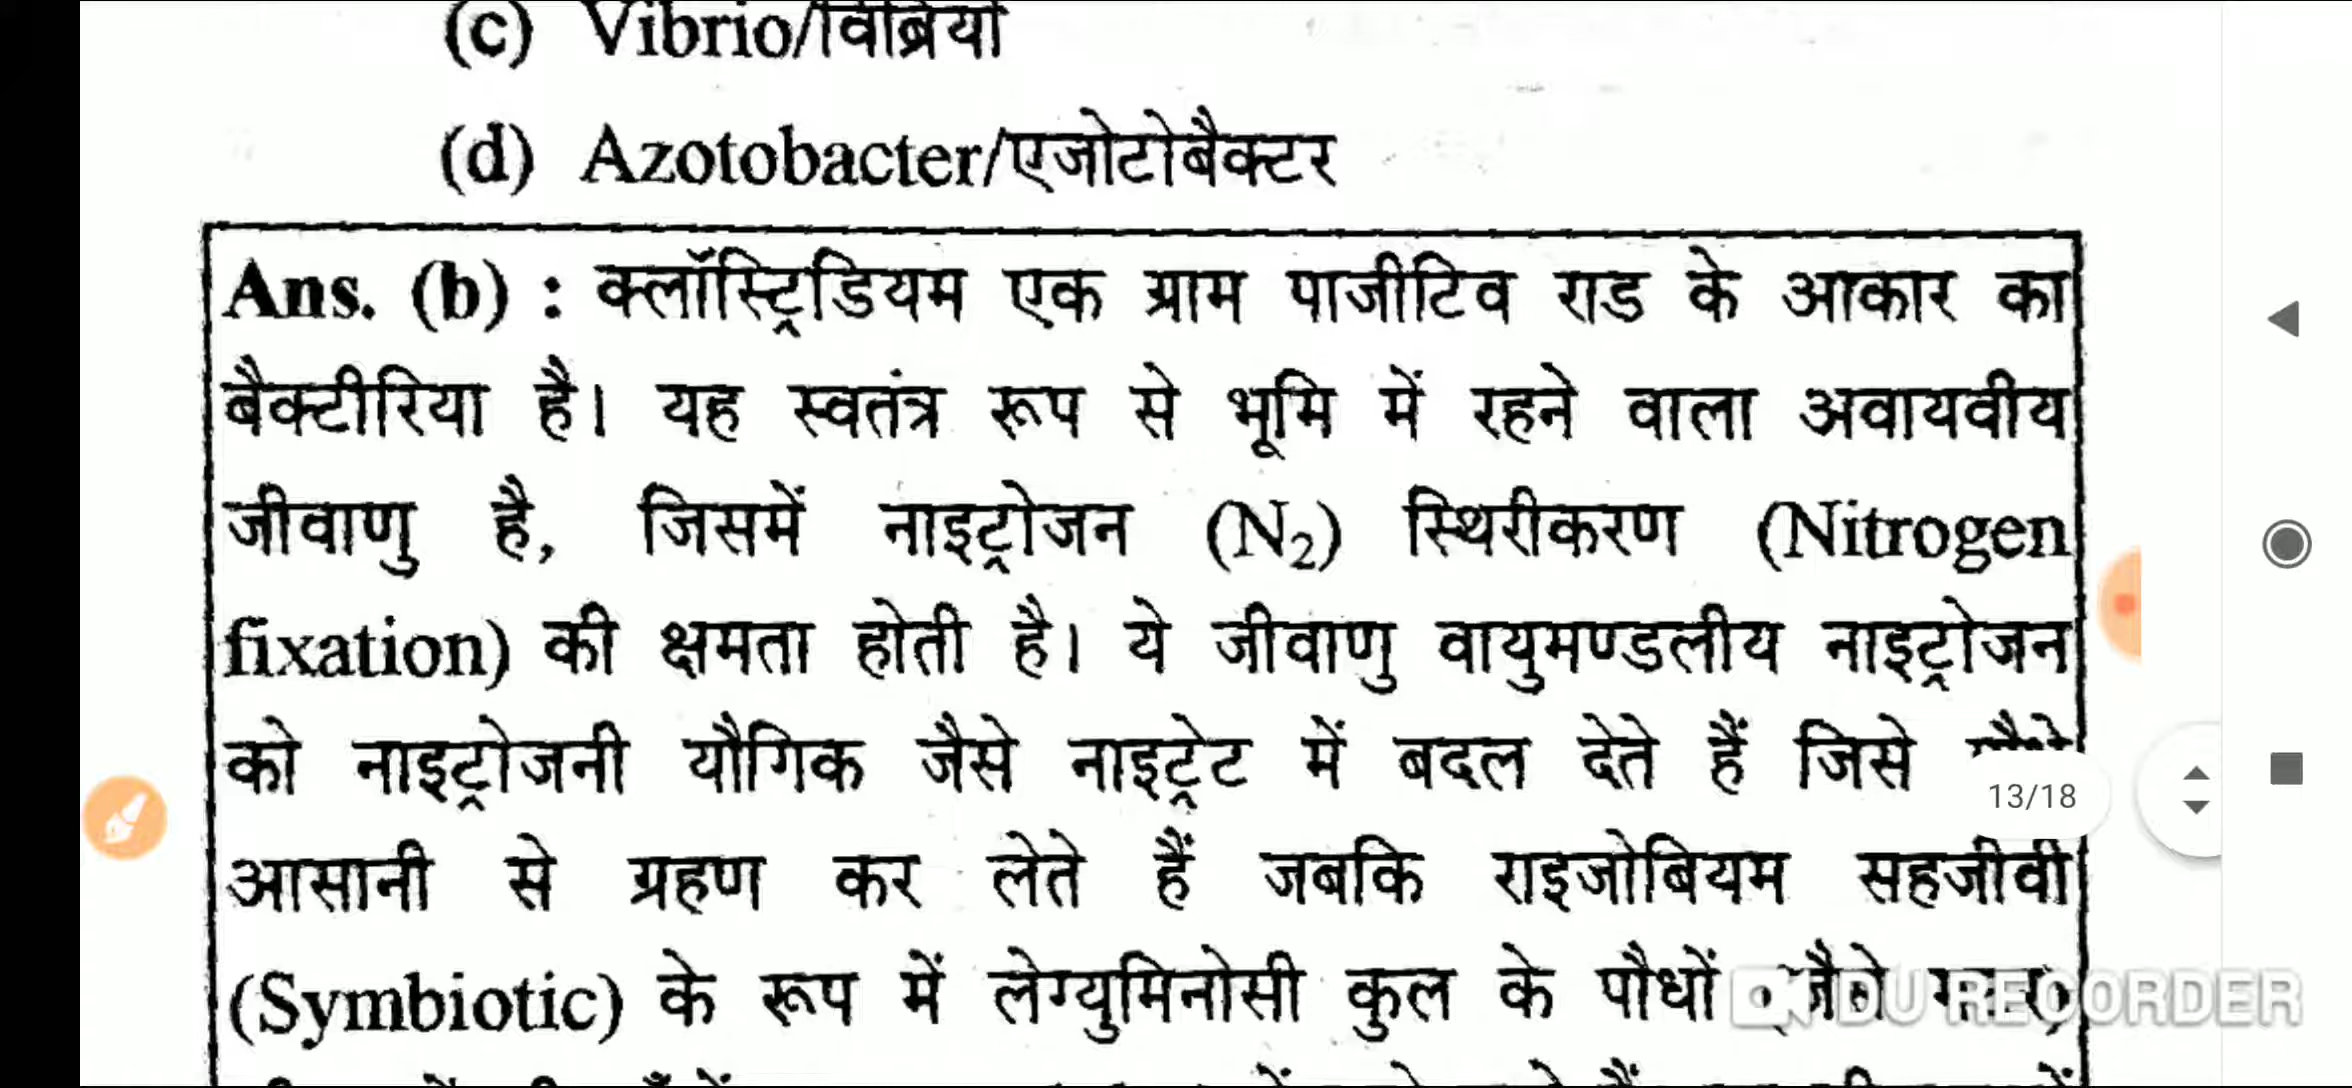 (c) Vibrio/विब्रियो
(d) Azotobacter/एजोटोबैक्टर
Ans. (b) : क्लॉस्ट्रिडियम एक ग्राम पाजीटिव राड के आकार का
बैक्टीरिया है। यह स्वतंत्र रूप से भूमि में रहने वाला अवायवीय
जीवाणु है, जिसमें नाइट्रोजन (N₂) स्थिरीकरण (Nitrogen
fixation) की क्षमता होती है। ये जीवाणु वायुमण्डलीय नाइट्रोजन
को नाइट्रोजनी यौगिक जैसे नाइट्रेट में बदल देते हैं जिसे
13/18
आसानी से ग्रहण कर लेते हैं जबकि राइजोबियम सहजीवी
(Symbiotic) के रूप में लेग्युमिनोसी कुल के पौधों (जैसे
DU RECORDER